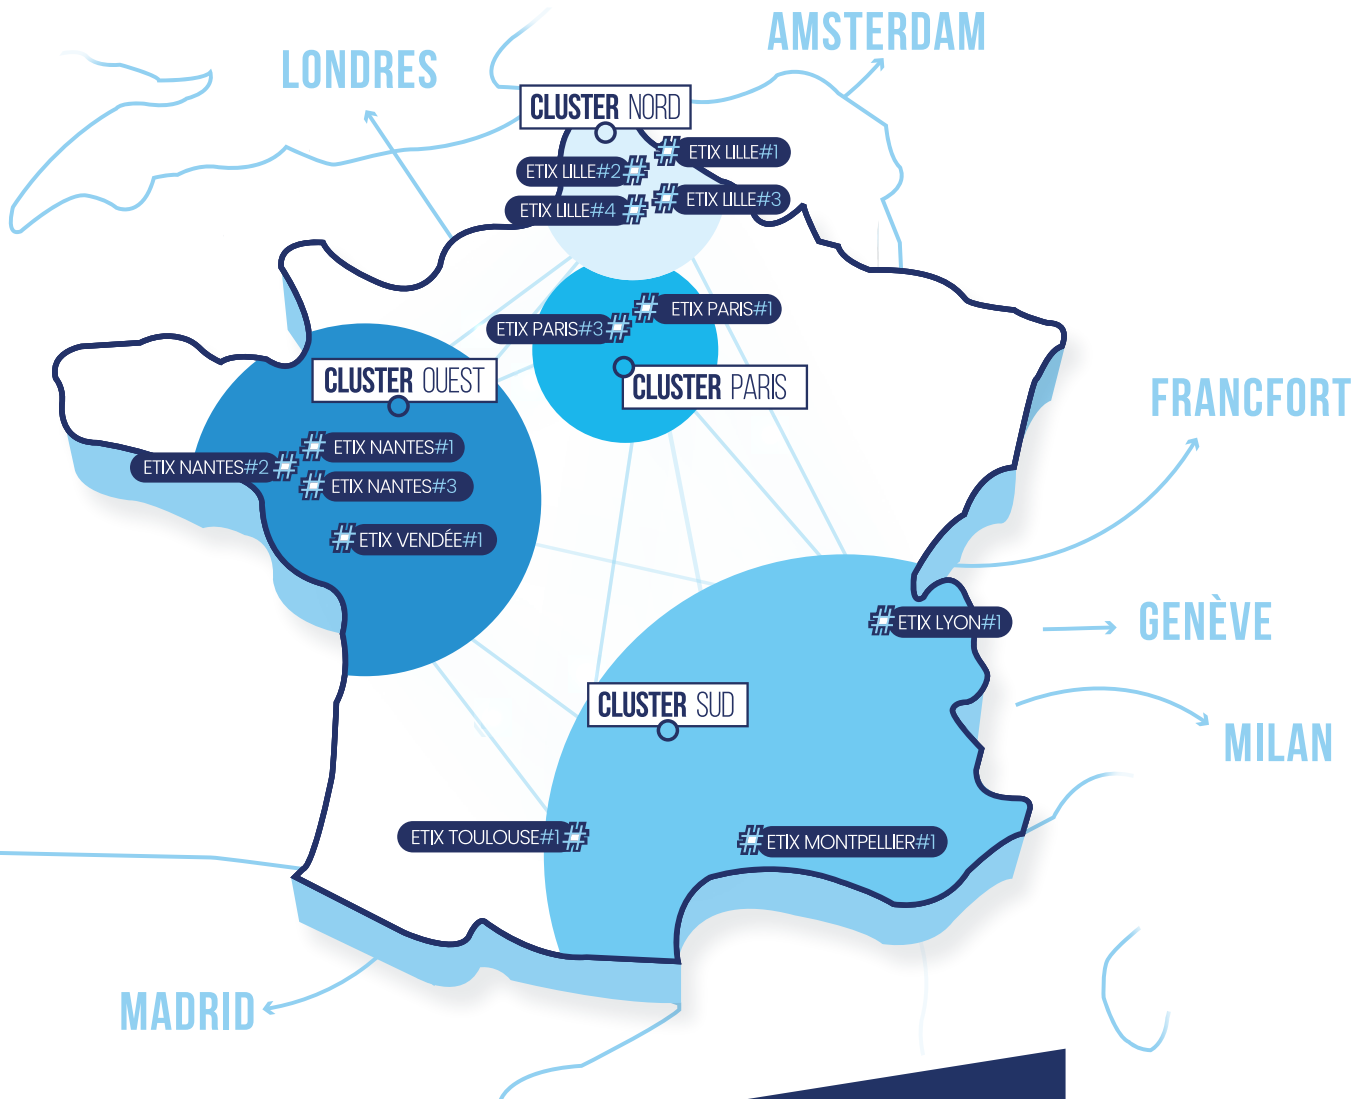 AMSTERDAM
LONDRES
CLUSTER NORD
ETIX LILLE#1
ETIX LILLE#2
ETIX LILLE#3
ETIX LILLE#4
ETIX PARIS#1
ETIX PARIS#3
CLUSTER PARIS
CLUSTER OUEST
FRANCFORT
ETIX NANTES#1
ETIX NANTES#2
ETIX NANTES#3
ETIX VENDÉE#1
ETIX LYON#1
GENÈVE
CLUSTER SUD
MILAN
ETIX TOULOUSE#1
ETIX MONTPELLIER#1
MADRID